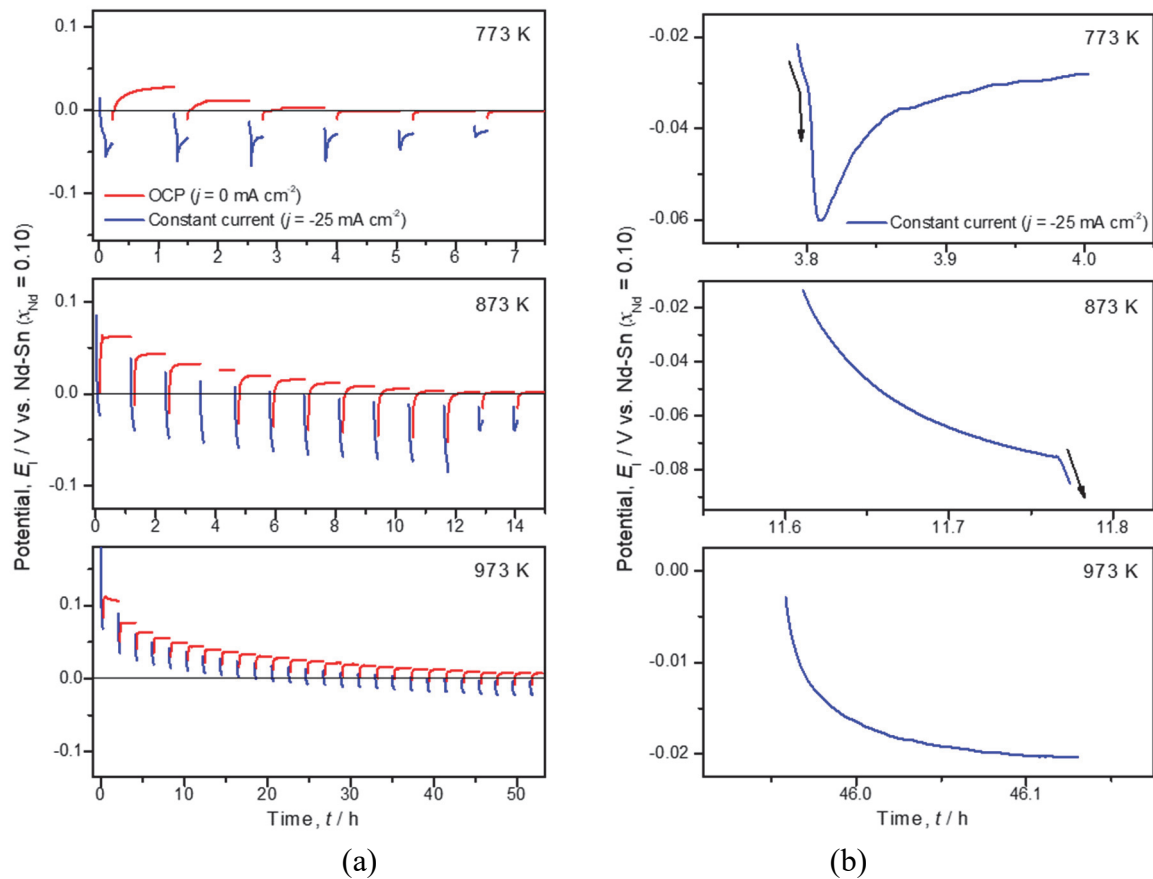 773 K
0.1
0.0
-0.1
OCP (j = 0 mA cm⁻²)
Constant current (j = -25 mA cm⁻²)
0 1 2 3 4 5 6 7
873 K
0.1
0.0
-0.1
0 2 4 6 8 10 12 14
973 K
0.1
0.0
-0.1
0 10 20 30 40 50
Potential, E_I / V vs. Nd-Sn (x_Nd = 0.10)
Time, t / h
(a)
773 K
-0.02
-0.04
-0.06
Constant current (j = -25 mA cm⁻²)
3.8 3.9 4.0
873 K
-0.02
-0.04
-0.06
-0.08
11.6 11.7 11.8
973 K
0.00
-0.01
-0.02
46.0 46.1
Potential, E_I / V vs. Nd-Sn (x_Nd = 0.10)
Time, t / h
(b)